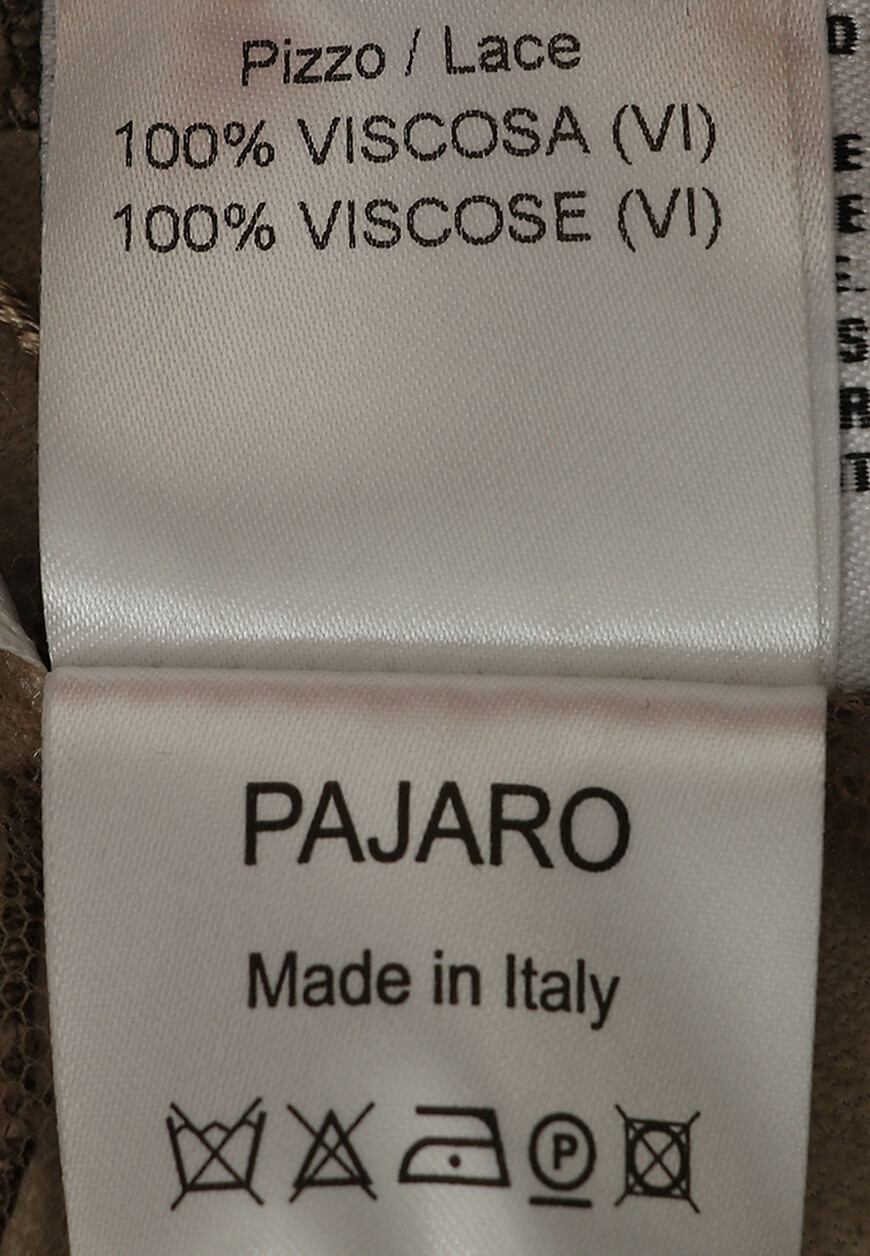 Pizzo / Lace
100% VISCOSA (VI)
100% VISCOSE (VI)
PAJARO
Made in Italy
P